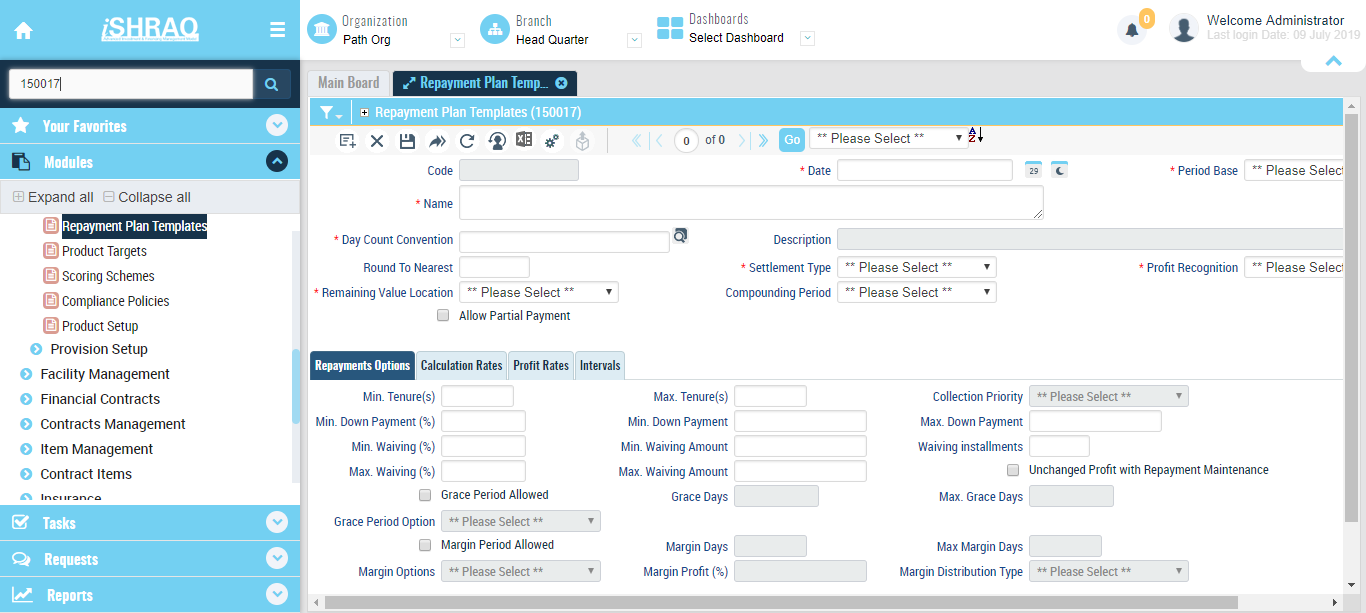 iSHRAQ
Organization
Path Org
Branch
Head Quarter
Dashboards
Select Dashboard
0
Welcome Administrator
Last login Date: 09 July 2019
150017
Your Favorites
Modules
Expand all Collapse all
Repayment Plan Templates
Product Targets
Scoring Schemes
Compliance Policies
Product Setup
Provision Setup
Facility Management
Financial Contracts
Contracts Management
Item Management
Contract Items
Insurance
Tasks
Requests
Reports
Main Board Repayment Plan Temp...
Repayment Plan Templates (150017)
0 of 0 Go ** Please Select **
Code * Date 29 * Period Base ** Please Select
* Name
* Day Count Convention Description
Round To Nearest * Settlement Type ** Please Select ** * Profit Recognition ** Please Select
* Remaining Value Location ** Please Select ** Compounding Period ** Please Select **
Allow Partial Payment
Repayments Options Calculation Rates Profit Rates Intervals
Min. Tenure(s) Max. Tenure(s) Collection Priority ** Please Select **
Min. Down Payment (%) Min. Down Payment Max. Down Payment
Min. Waiving (%) Min. Waiving Amount Waiving installments
Max. Waiving (%) Max. Waiving Amount Unchanged Profit with Repayment Maintenance
Grace Period Allowed Grace Days Max. Grace Days
Grace Period Option ** Please Select **
Margin Period Allowed Margin Days Max Margin Days
Margin Options ** Please Select ** Margin Profit (%) Margin Distribution Type ** Please Select **